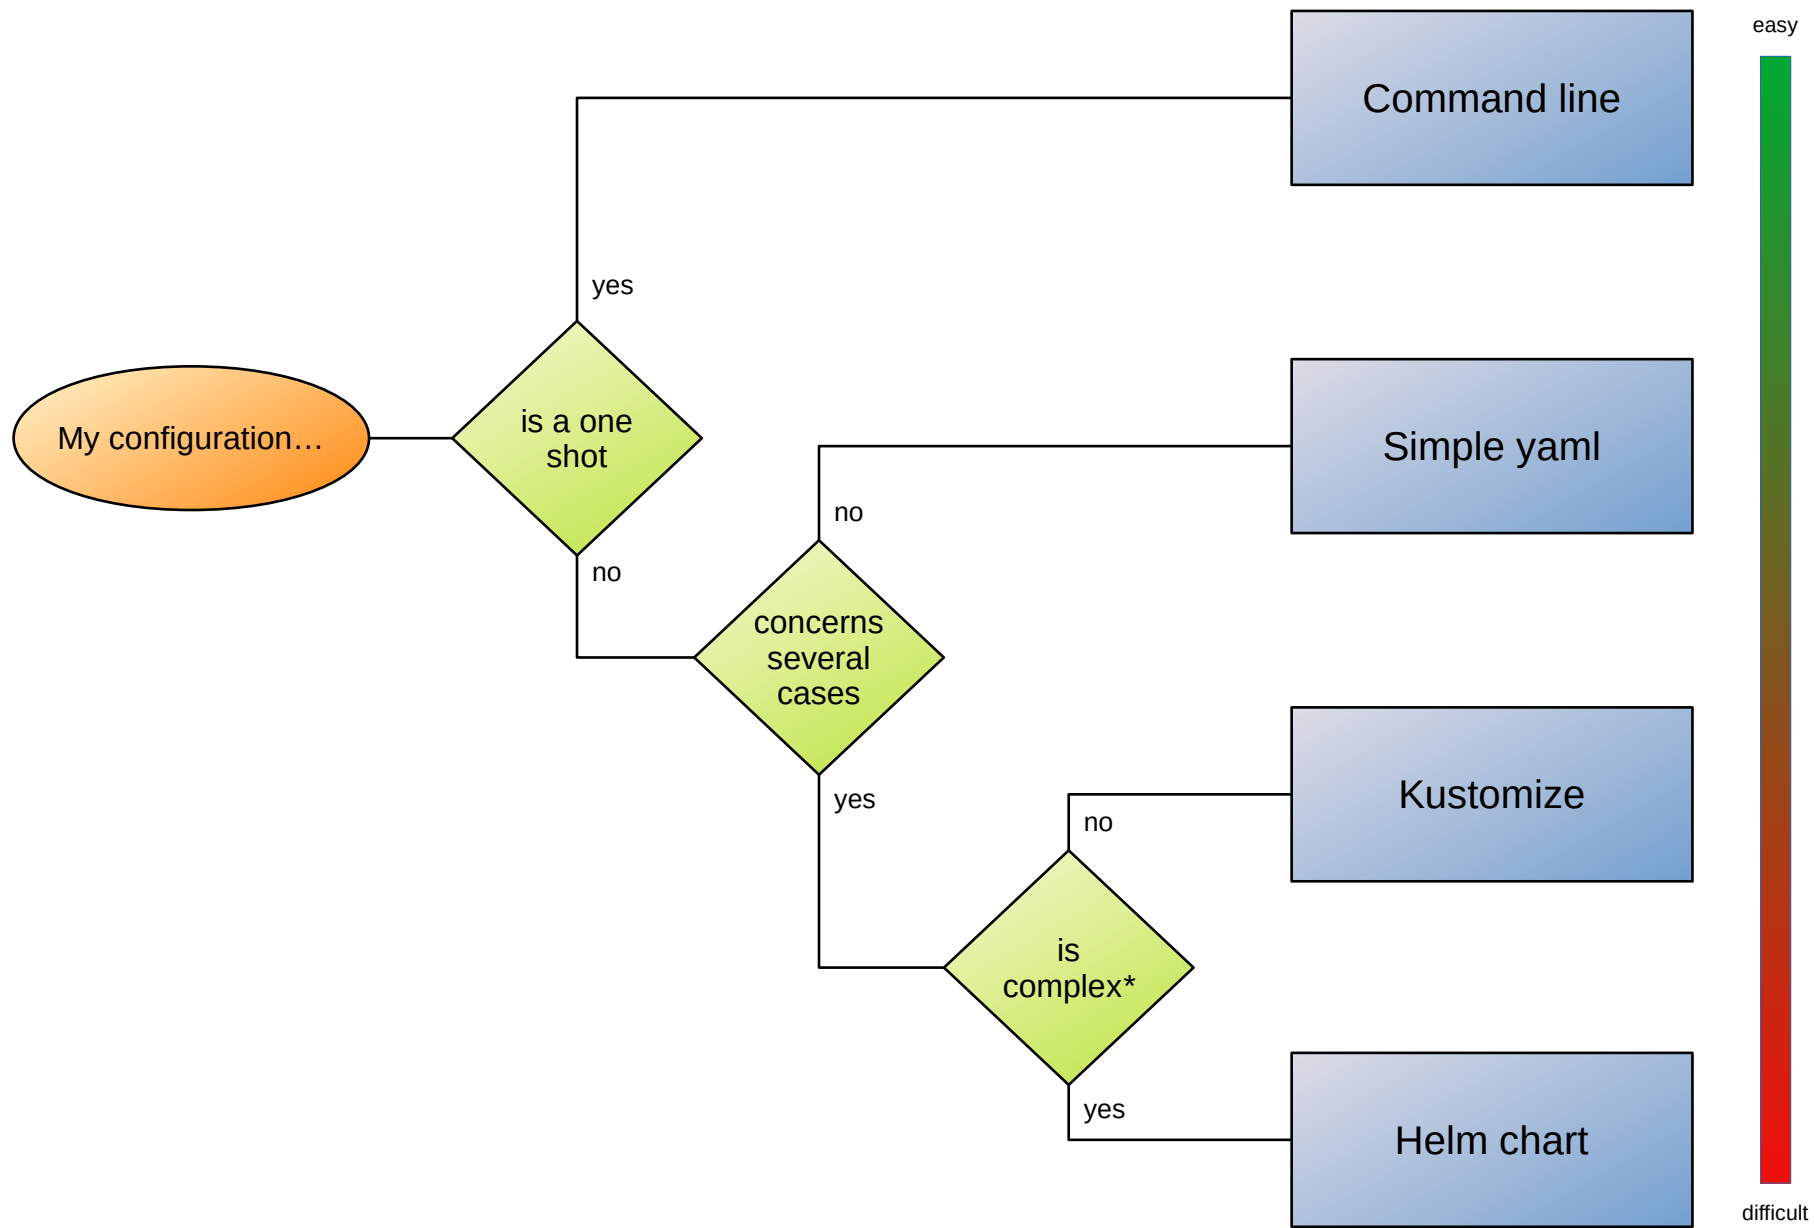 easy
Command line
yes
My configuration…
is a one
shot
Simple yaml
no
no
concerns
several
cases
Kustomize
yes
no
is
complex*
yes
Helm chart
difficult